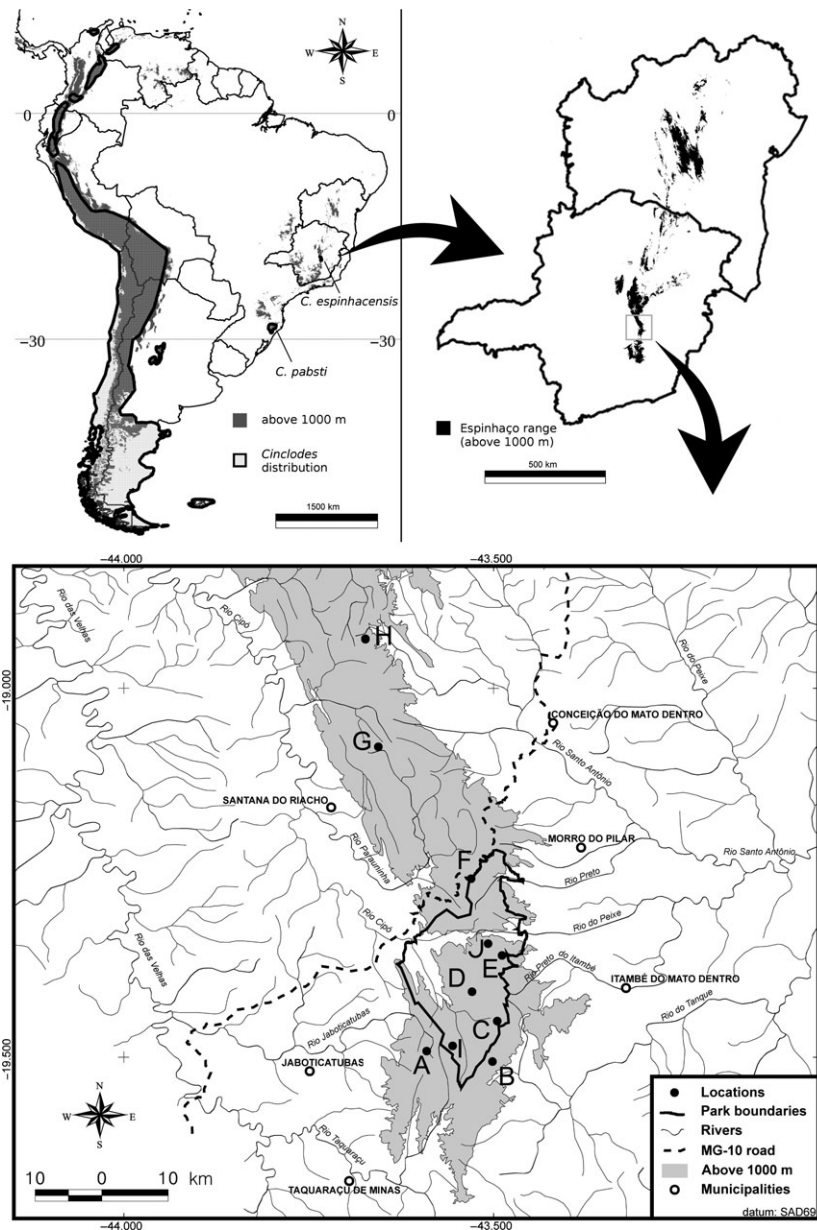 N
W
E
S
0
−30
C. espinhacensis
C. pabsti
above 1000 m
Cinclodes
distribution
1500 km
Espinhaço range
(above 1000 m)
500 km
−44.000
−43.500
−19.000
−19.500
Rio das Velhas
Rio Cipó
Rio do Peixe
H
CONCEIÇÃO DO MATO DENTRO
G
Rio Santo Antônio
SANTANA DO RIACHO
Rio Parauninha
MORRO DO PILAR
Rio Santo Antônio
F
Rio Preto
Rio Cipó
Rio do Peixe
J
E
Rio das Velhas
D
Rio Preto do Itambé
ITAMBÉ DO MATO DENTRO
C
Rio do Tanque
Rio Jaboticatubas
A
I
B
JABOTICATUBAS
N
W
E
S
Rio Taquaraçu
10 0 10 km
TAQUARAÇU DE MINAS
Locations
Park boundaries
Rivers
MG-10 road
Above 1000 m
Municipalities
datum: SAD69
−44.000
−43.500